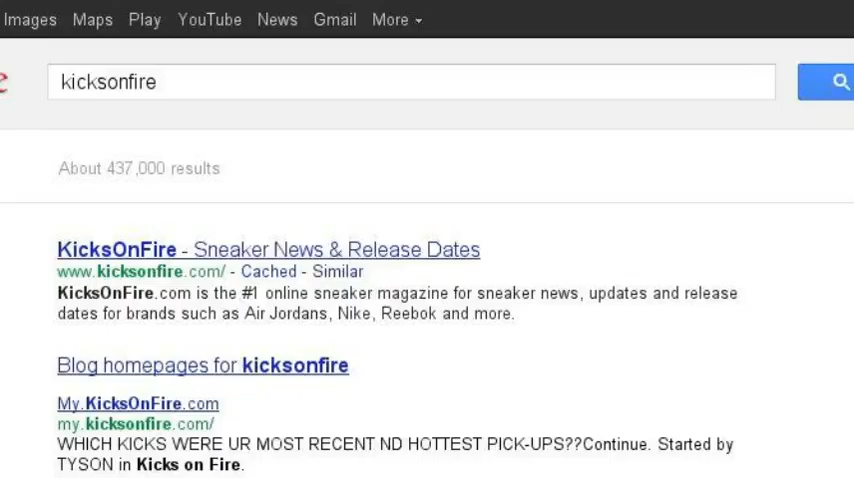 Images Maps Play YouTube News Gmail More
e
kicksonfire
About 437,000 results
KicksOnFire - Sneaker News & Release Dates
www.kicksonfire.com/ - Cached - Similar
KicksOnFire.com is the #1 online sneaker magazine for sneaker news, updates and release
dates for brands such as Air Jordans, Nike, Reebok and more.
Blog homepages for kicksonfire
My.KicksOnFire.com
my.kicksonfire.com/
WHICH KICKS WERE UR MOST RECENT ND HOTTEST PICK-UPS??Continue. Started by
TYSON in Kicks on Fire.